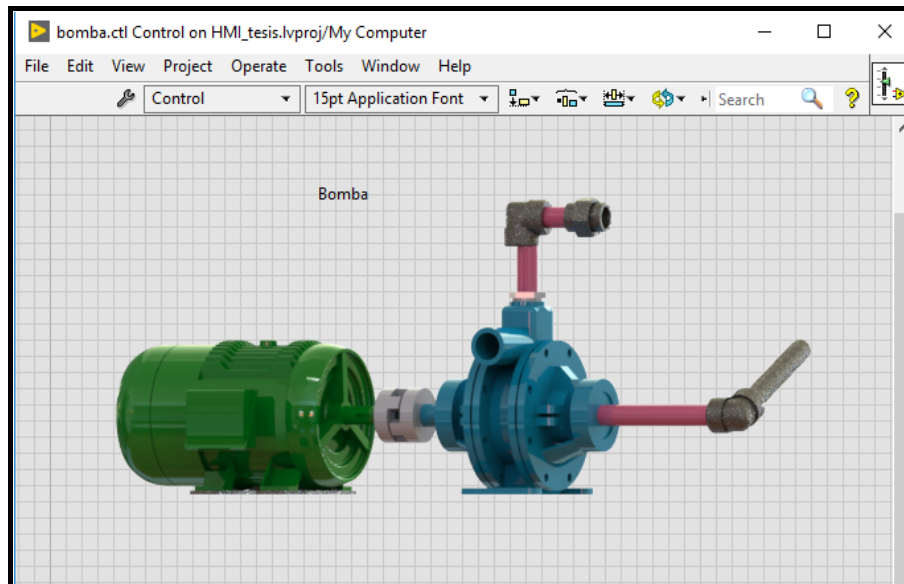 bomba.ctl Control on HMI_tesis.lvproj/My Computer
File Edit View Project Operate Tools Window Help
Control 15pt Application Font Search
Bomba